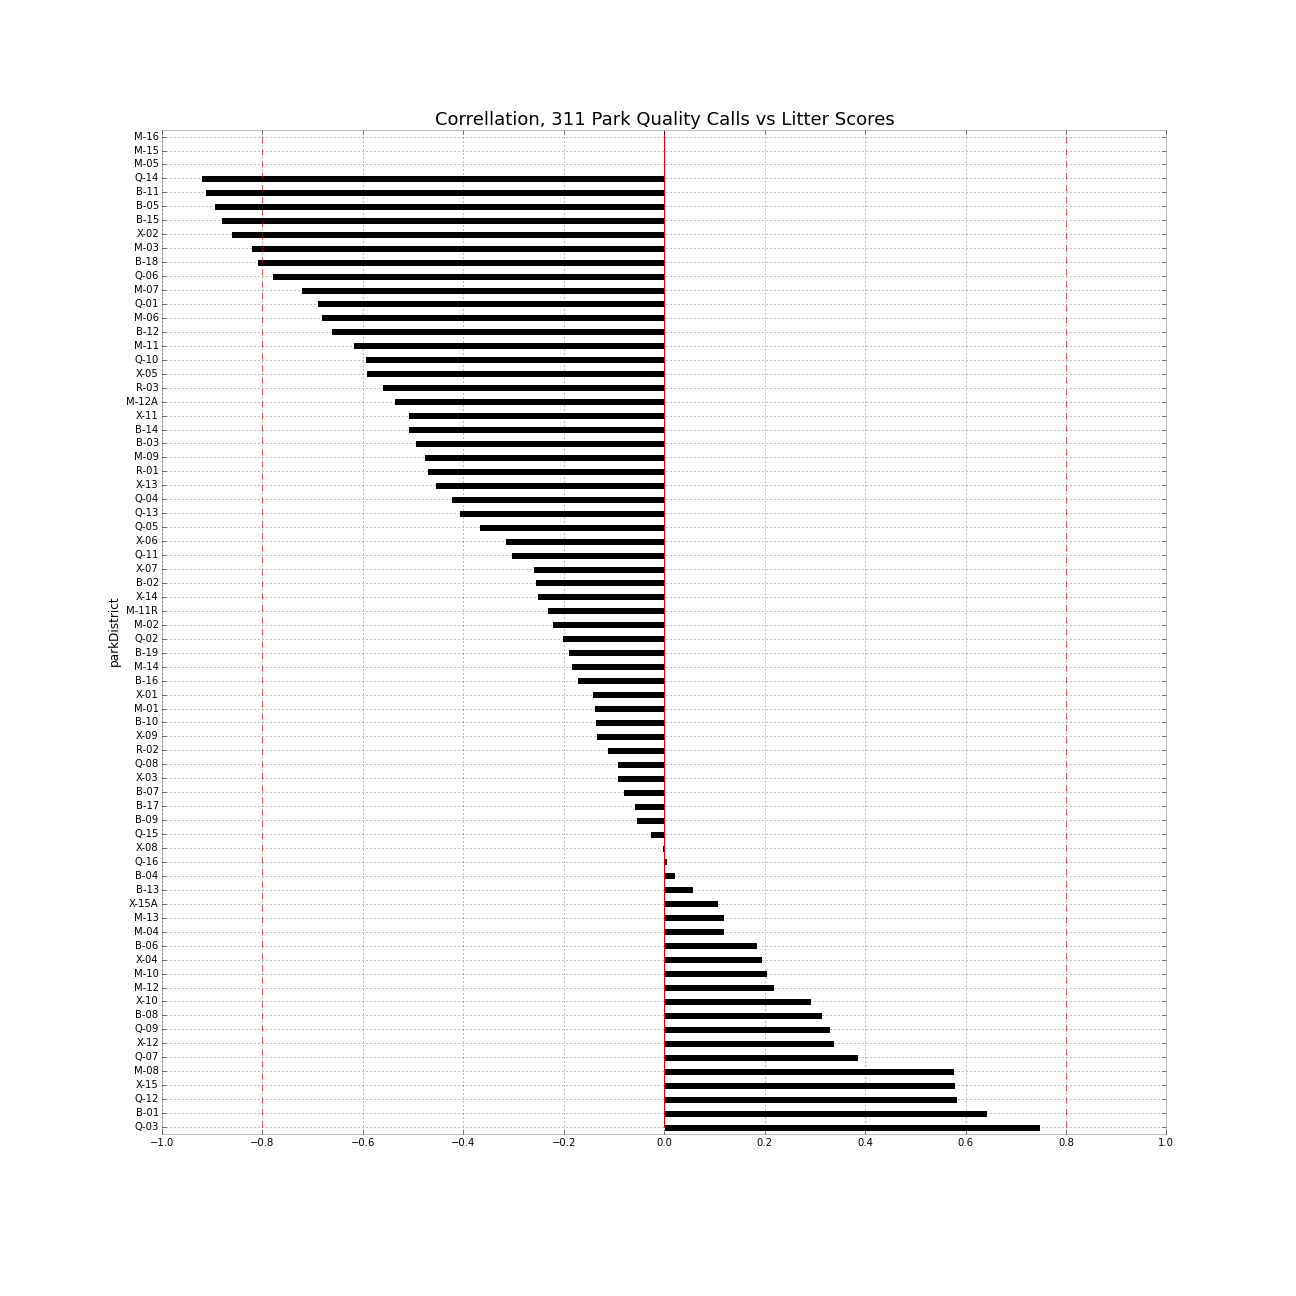 Correllation, 311 Park Quality Calls vs Litter Scores
M-16
M-15
M-05
Q-14
B-11
B-05
B-15
X-02
M-03
B-18
Q-06
M-07
Q-01
M-06
B-12
M-11
Q-10
X-05
R-03
M-12A
X-11
B-14
B-03
M-09
R-01
X-13
Q-04
Q-13
Q-05
X-06
Q-11
X-07
B-02
X-14
M-11R
M-02
Q-02
B-19
M-14
B-16
X-01
M-01
B-10
X-09
R-02
Q-08
X-03
B-07
B-17
B-09
Q-15
X-08
Q-16
B-04
B-13
X-15A
M-13
M-04
B-06
X-04
M-10
M-12
X-10
B-08
Q-09
X-12
Q-07
M-08
X-15
Q-12
B-01
Q-03
parkDistrict
−1.0 −0.8 −0.6 −0.4 −0.2 0.0 0.2 0.4 0.6 0.8 1.0